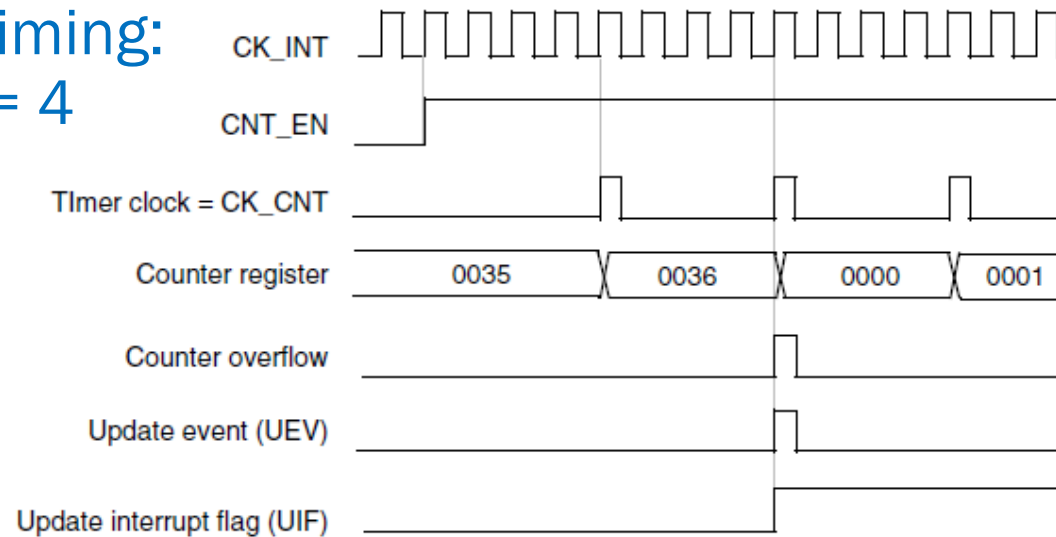 iming:
= 4
CK_INT
CNT_EN
TImer clock = CK_CNT
Counter register
0035
0036
0000
0001
Counter overflow
Update event (UEV)
Update interrupt flag (UIF)